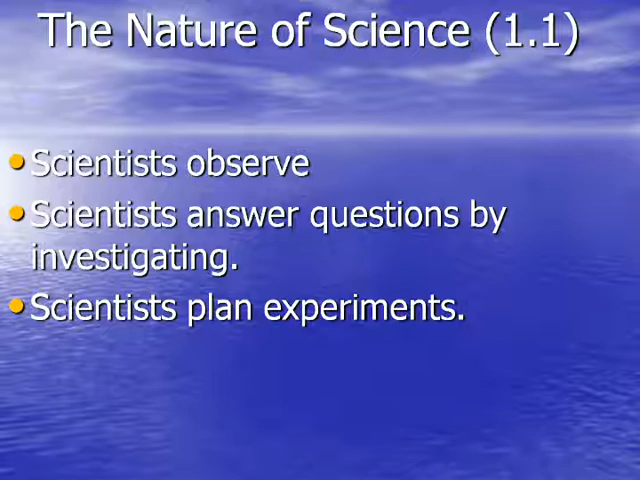 The Nature of Science (1.1)
Scientists observe
Scientists answer questions by
investigating.
Scientists plan experiments.